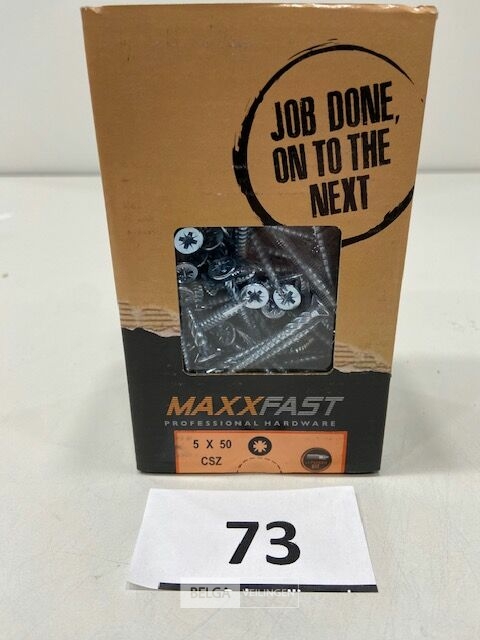 JOB DONE,
ON TO THE
NEXT
MAXXFAST
PROFESSIONAL HARDWARE
5 X 50
CSZ
73
BELGA VEILINGEN